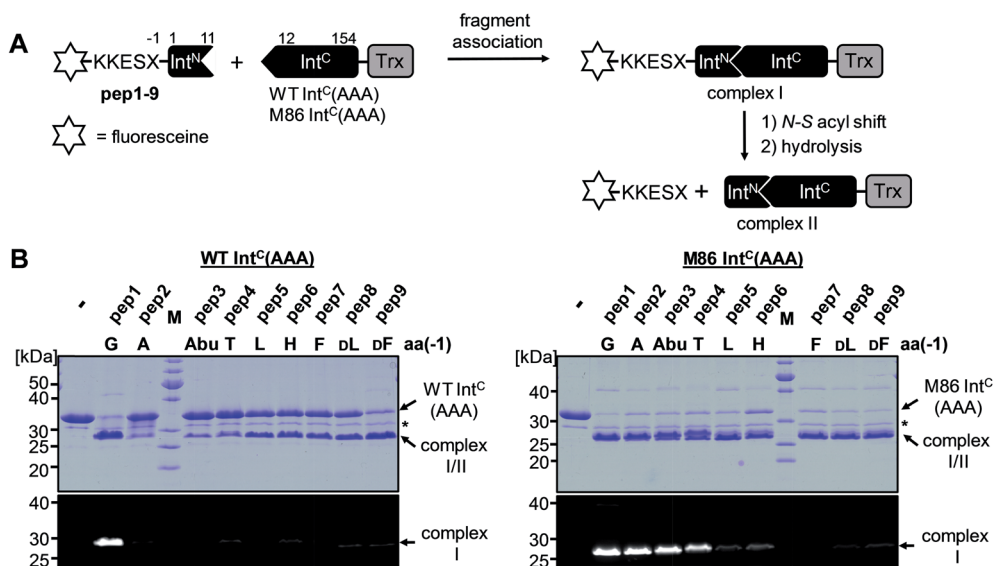 A
-1 1 11
KKESX Int^N
pep1-9
+
12 154
Int^C Trx
WT Int^C(AAA)
M86 Int^C(AAA)
= fluoresceine
fragment
association
KKESX Int^N Int^C Trx
complex I
1) N-S acyl shift
2) hydrolysis
KKESX + Int^N Int^C Trx
complex II
B
WT Int^C(AAA)
- pep1 pep2 M pep3 pep4 pep5 pep6 pep7 pep8 pep9
G A Abu T L H F DL DF aa(-1)
[kDa]
50
40
30
25
20
WT Int^C
(AAA)
*
complex
I/II
40
30
25
complex
I
M86 Int^C(AAA)
- pep1 pep2 pep3 pep4 pep5 pep6 M pep7 pep8 pep9
G A Abu T L H F DL DF aa(-1)
[kDa]
40
30
25
20
M86 Int^C
(AAA)
*
complex
I/II
40
30
25
complex
I